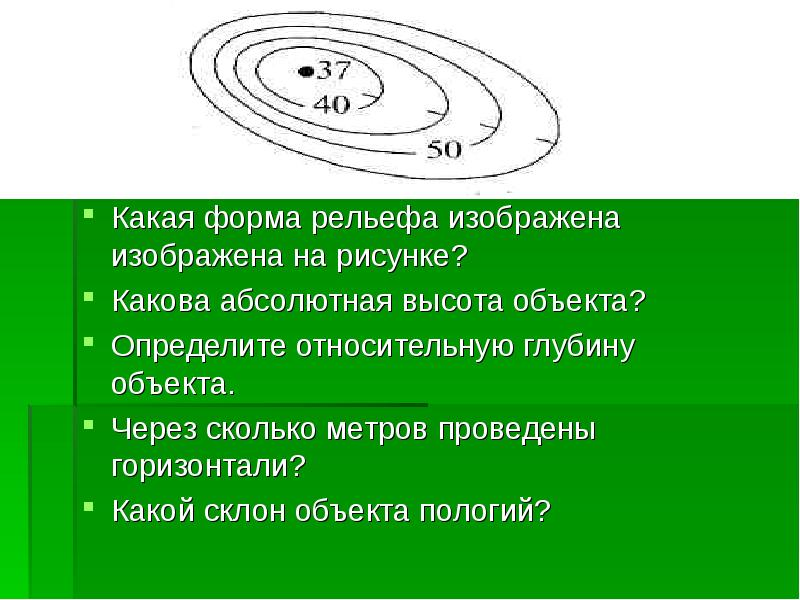 37
40
50
Какая форма рельефа изображена
изображена на рисунке?
Какова абсолютная высота объекта?
Определите относительную глубину
объекта.
Через сколько метров проведены
горизонтали?
Какой склон объекта пологий?